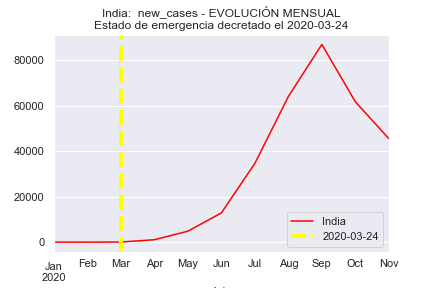 India:  new_cases - EVOLUCIÓN MENSUAL
Estado de emergencia decretado el 2020-03-24
80000
60000
40000
20000
0
Jan Feb Mar Apr May Jun Jul Aug Sep Oct Nov
2020
India
2020-03-24